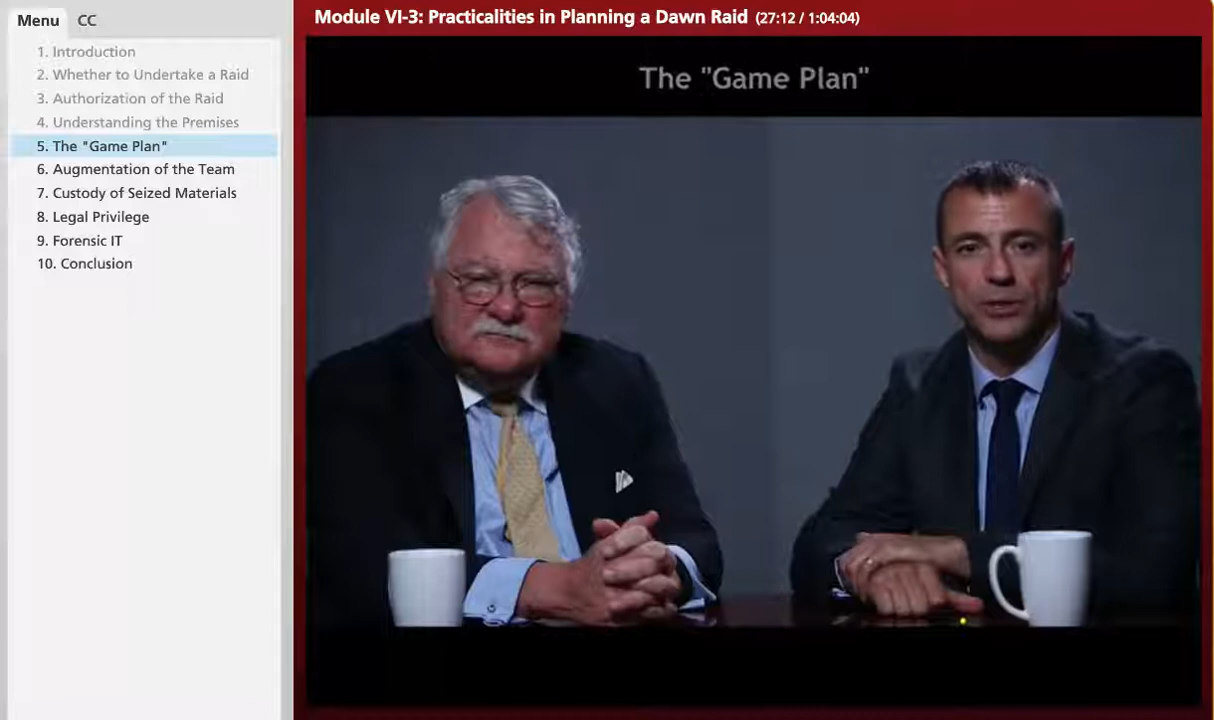 Menu CC
1. Introduction
2. Whether to Undertake a Raid
3. Authorization of the Raid
4. Understanding the Premises
5. The "Game Plan"
6. Augmentation of the Team
7. Custody of Seized Materials
8. Legal Privilege
9. Forensic IT
10. Conclusion
Module VI-3: Practicalities in Planning a Dawn Raid (27:12 / 1:04:04)
The "Game Plan"